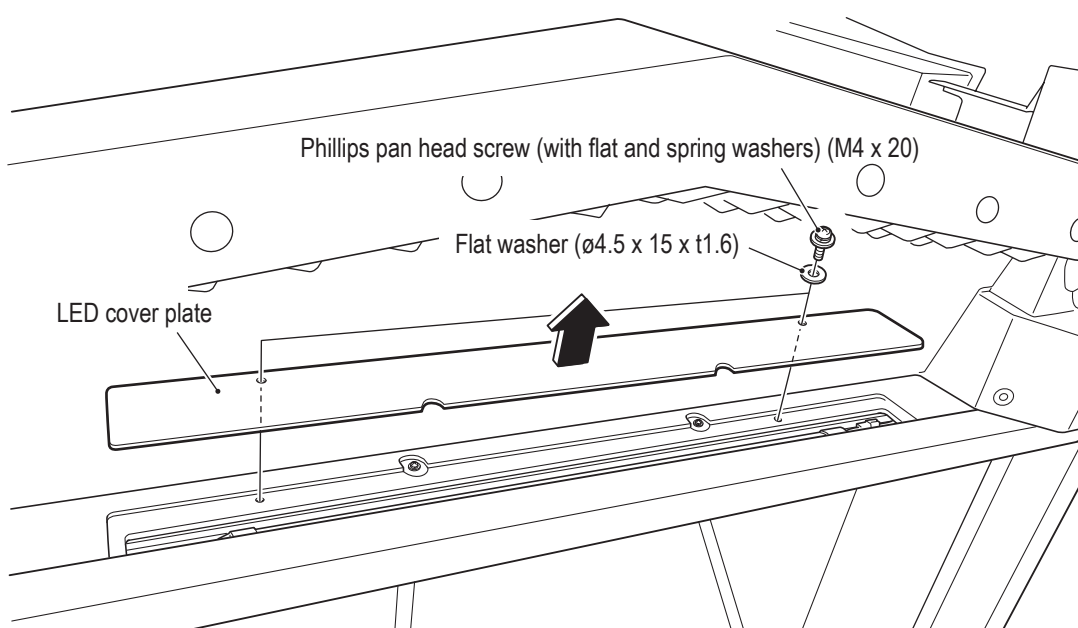 Phillips pan head screw (with flat and spring washers) (M4 x 20)
Flat washer (ø4.5 x 15 x t1.6)
LED cover plate